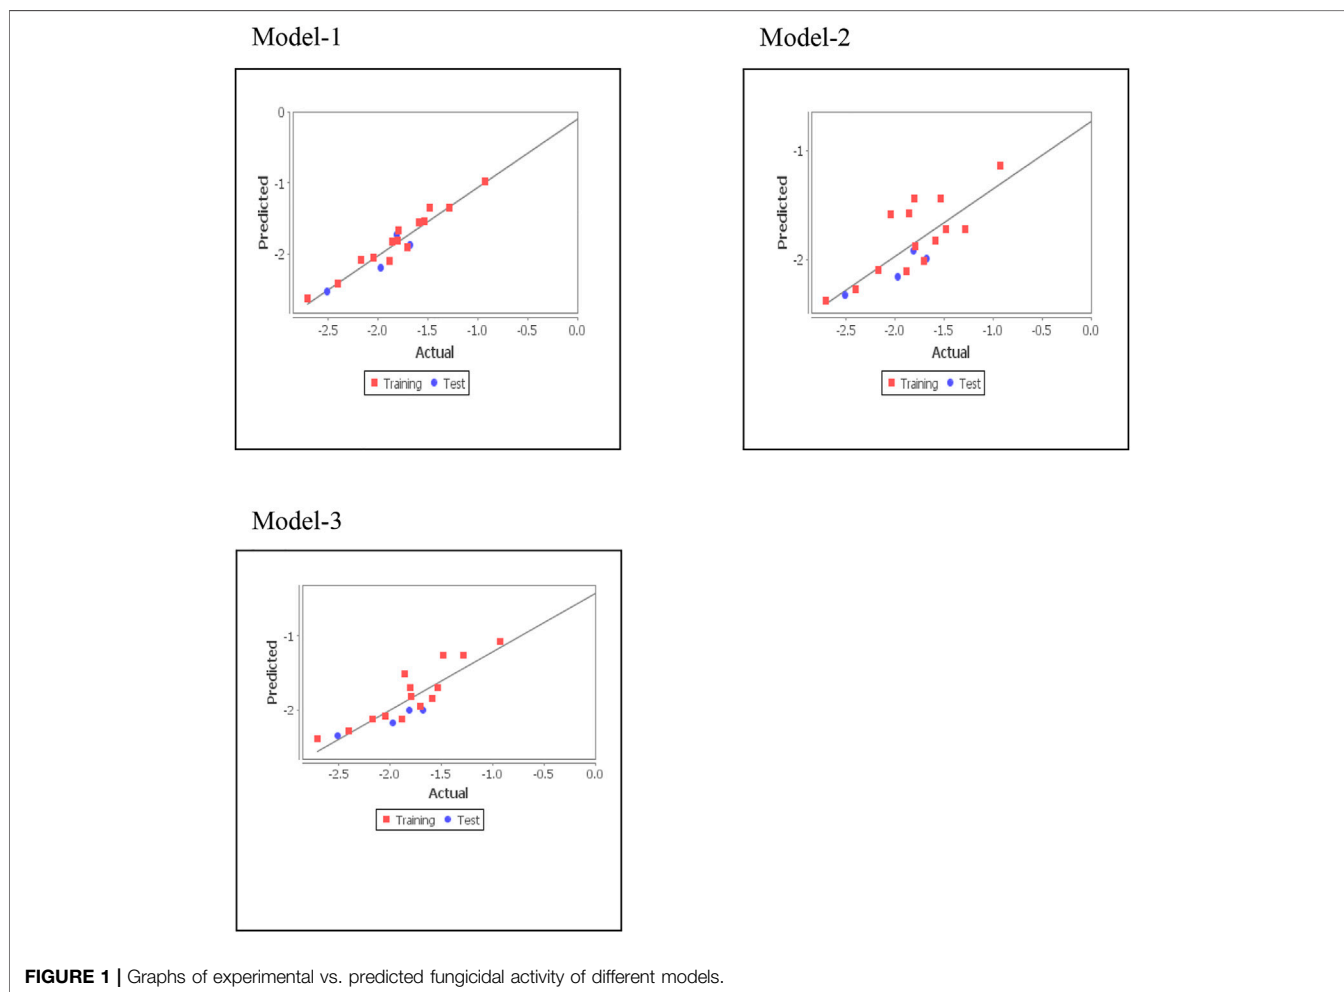 Model-1
0
-1
-2
Predicted
-2.5 -2.0 -1.5 -1.0 -0.5 0.0
Actual
Training Test
Model-2
-1
-2
Predicted
-2.5 -2.0 -1.5 -1.0 -0.5 0.0
Actual
Training Test
Model-3
-1
-2
Predicted
-2.5 -2.0 -1.5 -1.0 -0.5 0.0
Actual
Training Test
FIGURE 1 | Graphs of experimental vs. predicted fungicidal activity of different models.